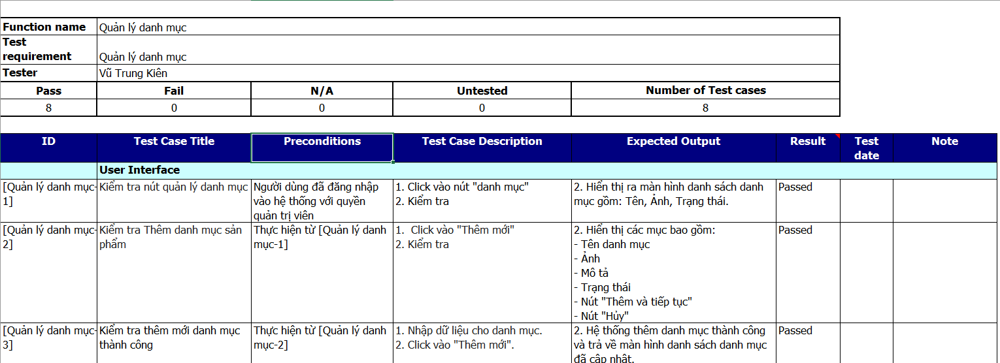 Function name Quản lý danh mục
Test
requirement Quản lý danh mục
Tester Vũ Trung Kiên
Pass Fail N/A Untested Number of Test cases
8 0 0 0 8
ID Test Case Title Preconditions Test Case Description Expected Output Result Test date Note
User Interface
[Quản lý danh mục- Kiểm tra nút quản lý danh mục Người dùng đã đăng nhập 1. Click vào nút "danh mục" 2. Hiển thị ra màn hình danh sách danh Passed
1] vào hệ thống với quyền 2. Kiểm tra mục gồm: Tên, Ảnh, Trạng thái.
quản trị viên
[Quản lý danh mục- Kiểm tra Thêm danh mục sản Thực hiện từ [Quản lý danh 1. Click vào "Thêm mới" 2. Hiển thị các mục bao gồm: Passed
2] phẩm mục-1] 2. Kiểm tra - Tên danh mục
- Ảnh
- Mô tả
- Trạng thái
- Nút "Thêm và tiếp tục"
- Nút "Hủy"
[Quản lý danh mục- Kiểm tra thêm mới danh mục Thực hiện từ [Quản lý danh 1. Nhập dữ liệu cho danh mục. 2. Hệ thống thêm danh mục thành công Passed
3] thành công mục-2] 2. Click vào "Thêm mới". và trả về màn hình danh sách danh mục
đã cập nhật.